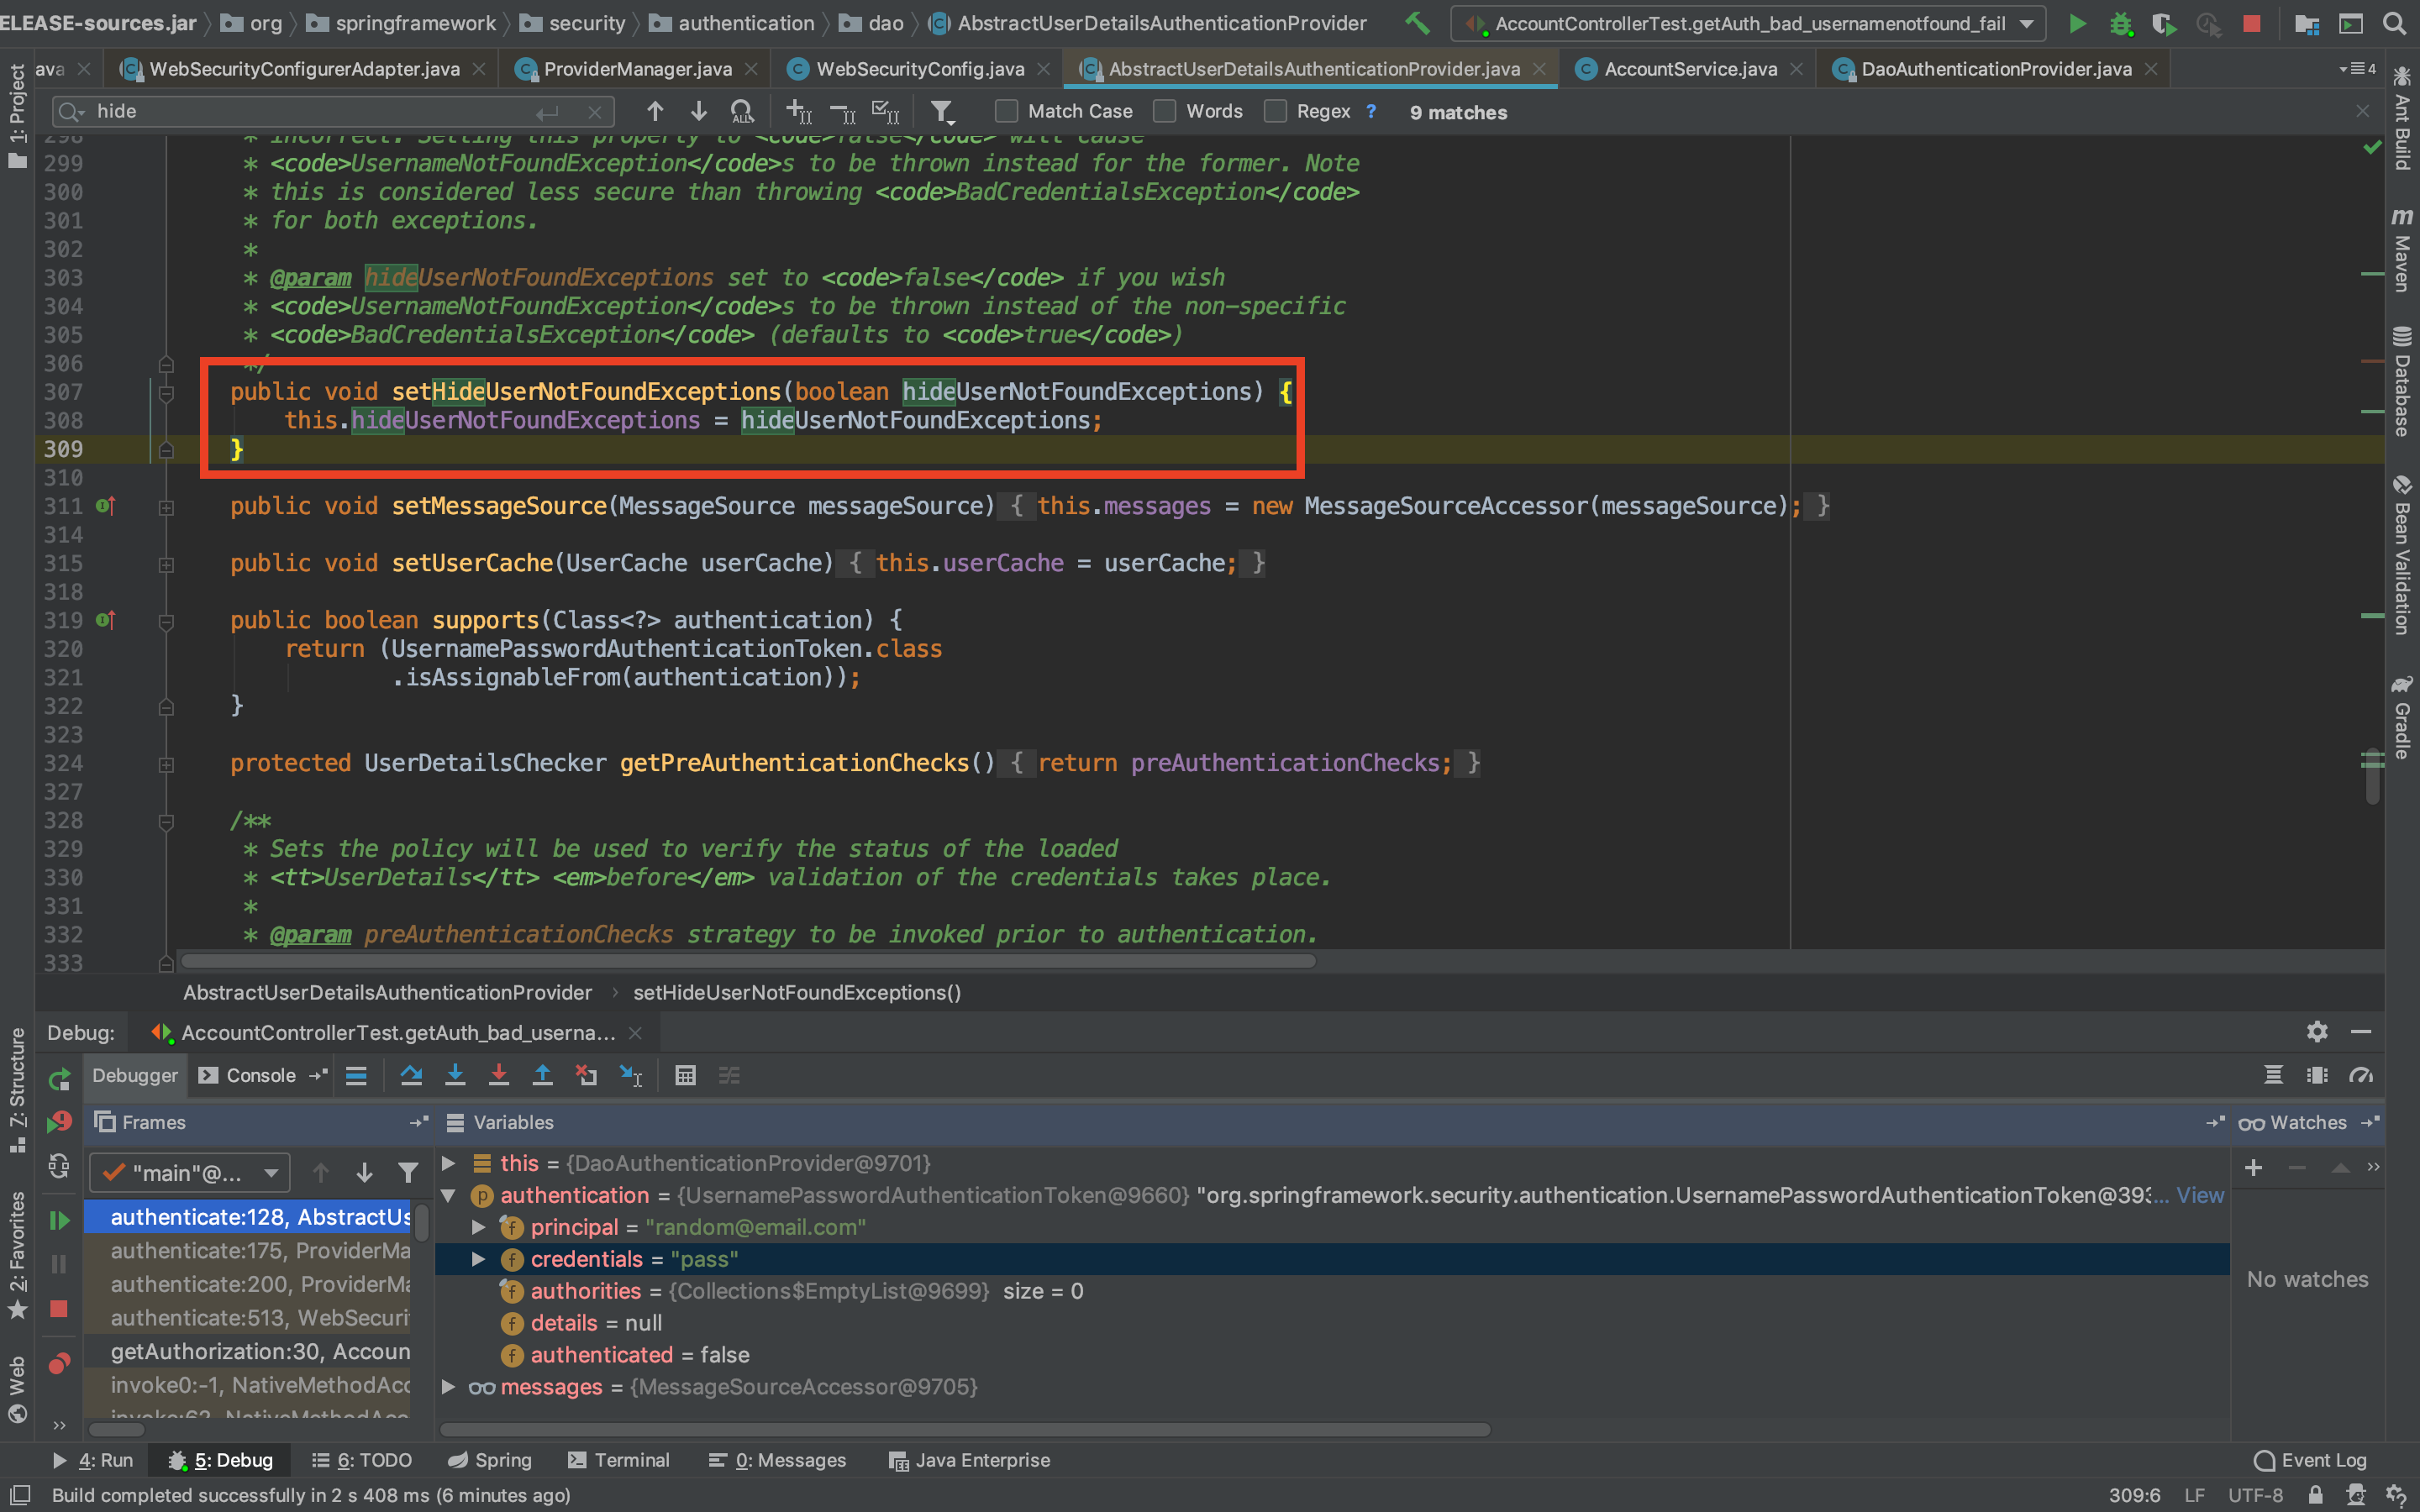 ELEASE-sources.jar org springframework security authentication dao AbstractUserDetailsAuthenticationProvider AccountControllerTest.getAuth_bad_usernamenotfound_fail
ava WebSecurityConfigurerAdapter.java ProviderManager.java WebSecurityConfig.java AbstractUserDetailsAuthenticationProvider.java AccountService.java DaoAuthenticationProvider.java 4
hide Match Case Words Regex ? 9 matches
298 * incorrect. Setting this property to <code>false</code> will cause
299 * <code>UsernameNotFoundException</code>s to be thrown instead for the former. Note
300 * this is considered less secure than throwing <code>BadCredentialsException</code>
301 * for both exceptions.
302 *
303 * @param hideUserNotFoundExceptions set to <code>false</code> if you wish
304 * <code>UsernameNotFoundException</code>s to be thrown instead of the non-specific
305 * <code>BadCredentialsException</code> (defaults to <code>true</code>)
306 */
307 public void setHideUserNotFoundExceptions(boolean hideUserNotFoundExceptions) {
308 this.hideUserNotFoundExceptions = hideUserNotFoundExceptions;
309 }
310
311 public void setMessageSource(MessageSource messageSource) { this.messages = new MessageSourceAccessor(messageSource); }
314
315 public void setUserCache(UserCache userCache) { this.userCache = userCache; }
318
319 public boolean supports(Class<?> authentication) {
320 return (UsernamePasswordAuthenticationToken.class
321 .isAssignableFrom(authentication));
322 }
323
324 protected UserDetailsChecker getPreAuthenticationChecks() { return preAuthenticationChecks; }
327
328 /**
329 * Sets the policy will be used to verify the status of the loaded
330 * <tt>UserDetails</tt> <em>before</em> validation of the credentials takes place.
331 *
332 * @param preAuthenticationChecks strategy to be invoked prior to authentication.
333
AbstractUserDetailsAuthenticationProvider setHideUserNotFoundExceptions()
Debug: AccountControllerTest.getAuth_bad_userna...
Debugger Console
Frames Variables Watches
"main"@...
authenticate:128, AbstractUs
authenticate:175, ProviderMa
authenticate:200, ProviderMa
authenticate:513, WebSecurit
getAuthorization:30, Accoun
invoke0:-1, NativeMethodAcc
invoke:62, NativeMethodAcc
this = {DaoAuthenticationProvider@9701}
authentication = {UsernamePasswordAuthenticationToken@9660} "org.springframework.security.authentication.UsernamePasswordAuthenticationToken@393... View
principal = "random@email.com"
credentials = "pass"
authorities = {Collections$EmptyList@9699} size = 0
details = null
authenticated = false
messages = {MessageSourceAccessor@9705}
No watches
4: Run 5: Debug 6: TODO Spring Terminal 0: Messages Java Enterprise Event Log
Build completed successfully in 2 s 408 ms (6 minutes ago) 309:6 LF UTF-8
1: Project
Z: Structure
2: Favorites
Web
Ant Build
m Maven
Database
Bean Validation
Gradle